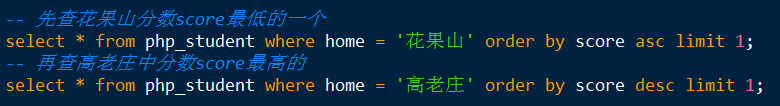 -- 先查花果山分数score最低的一个
select * from php_student where home = '花果山' order by score asc limit 1;
-- 再查高老庄中分数score最高的
select * from php_student where home = '高老庄' order by score desc limit 1;